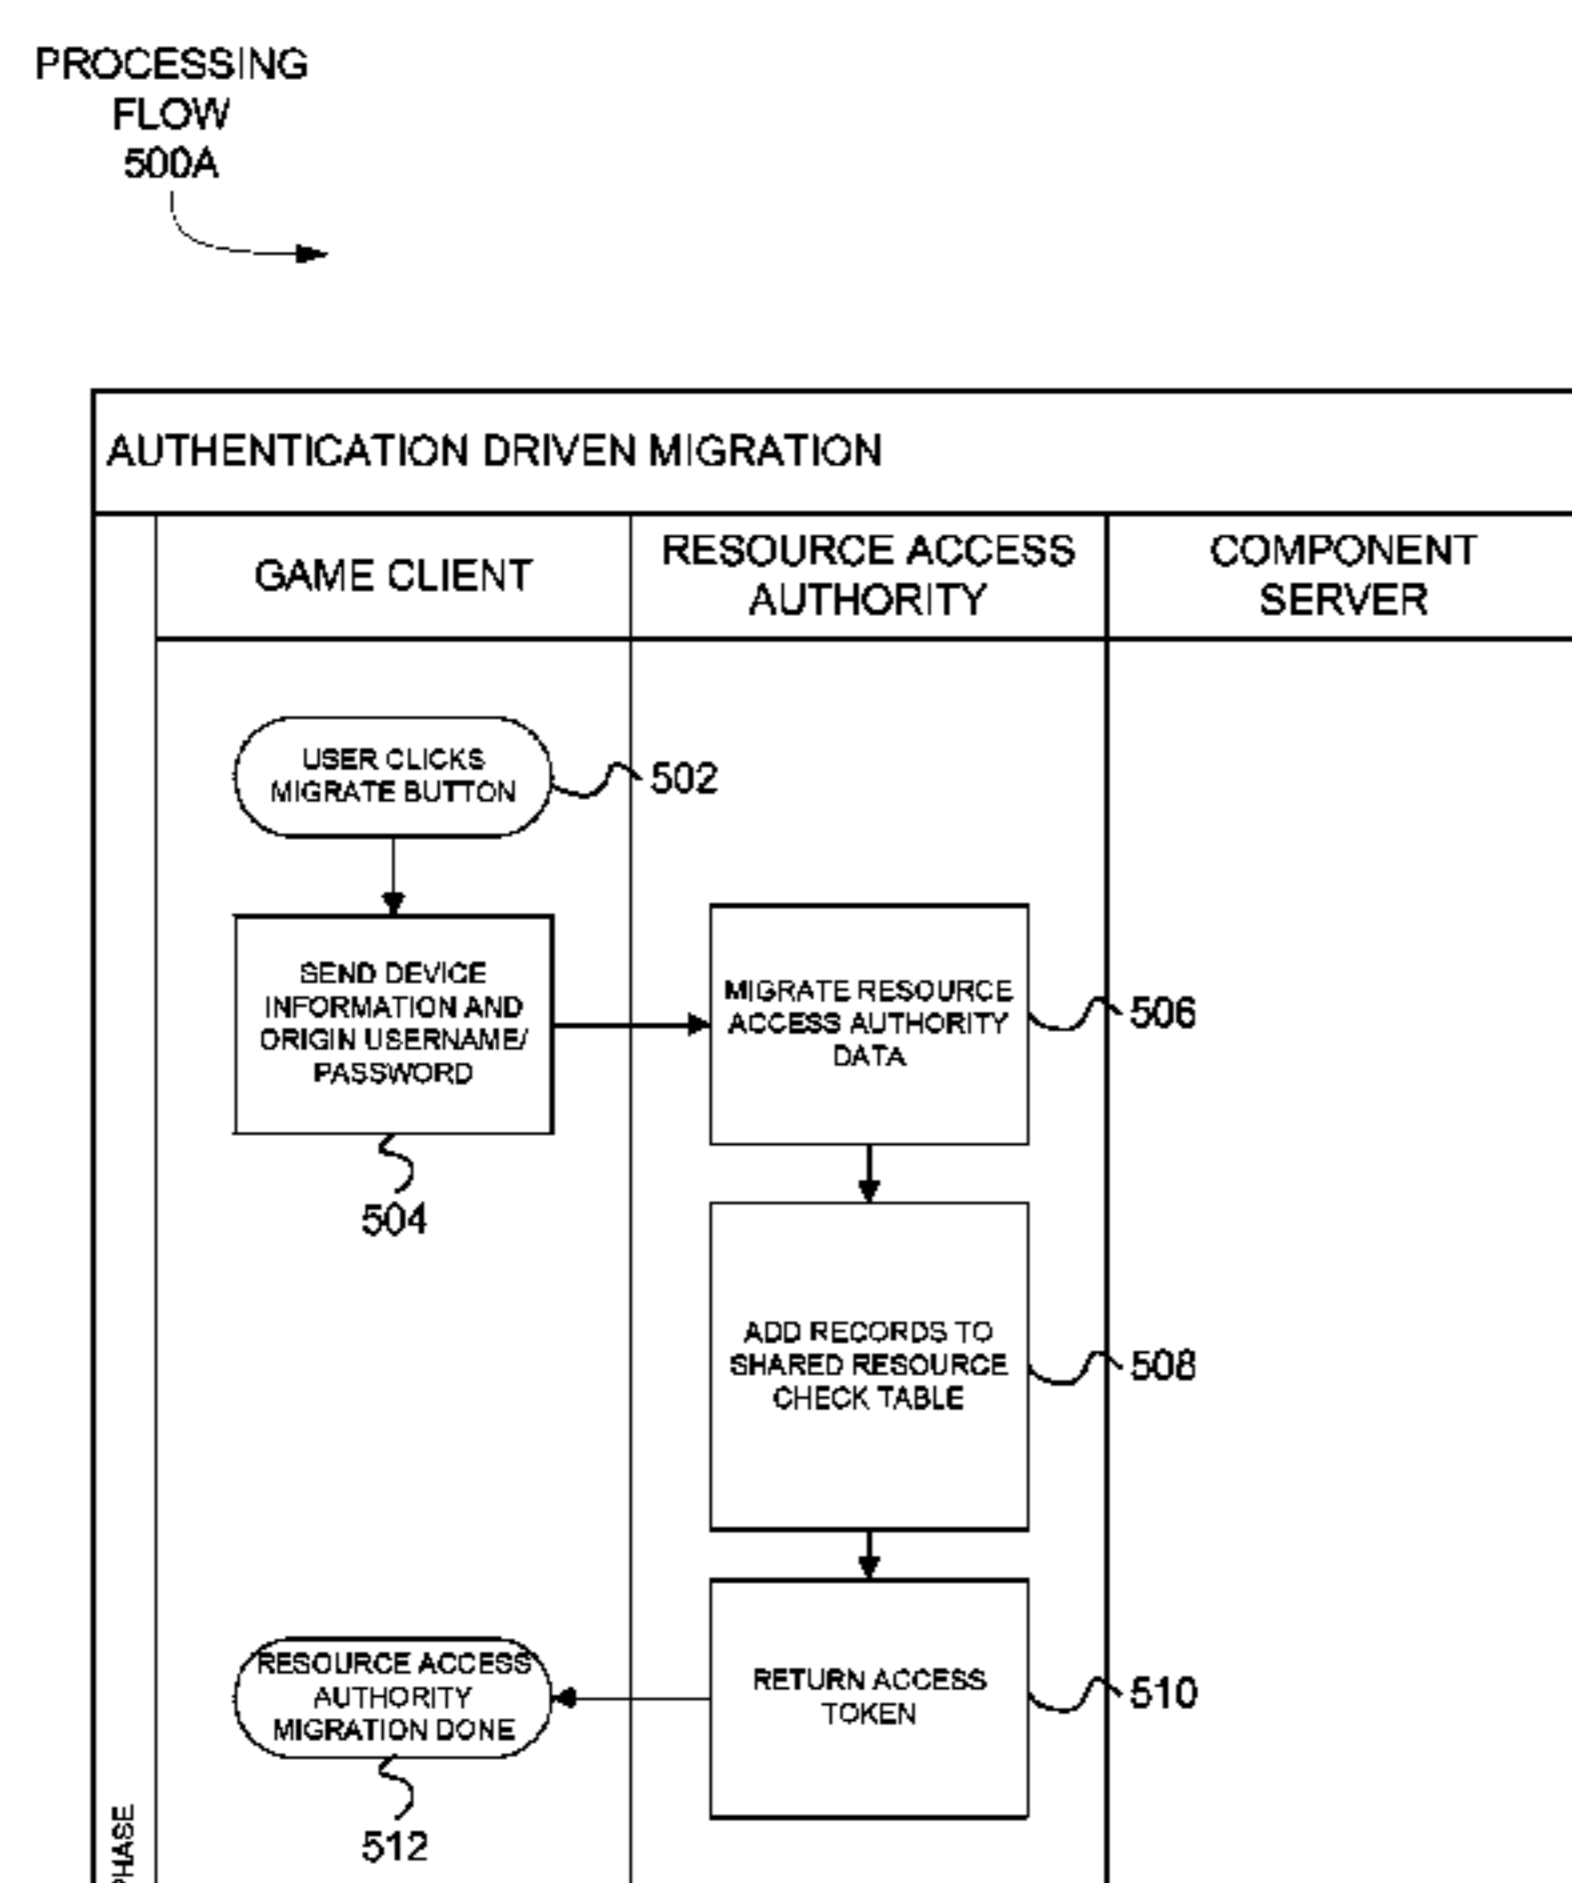 PROCESSING
FLOW
500A
AUTHENTICATION DRIVEN MIGRATION
GAME CLIENT
RESOURCE ACCESS
AUTHORITY
COMPONENT
SERVER
USER CLICKS
MIGRATE BUTTON
502
SEND DEVICE
INFORMATION AND
ORIGIN USERNAME/
PASSWORD
504
MIGRATE RESOURCE
ACCESS AUTHORITY
DATA
506
ADD RECORDS TO
SHARED RESOURCE
CHECK TABLE
508
RETURN ACCESS
TOKEN
510
RESOURCE ACCESS
AUTHORITY
MIGRATION DONE
512
PHASE